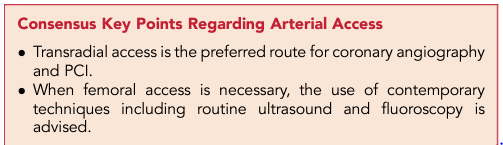 Consensus Key Points Regarding Arterial Access
• Transradial access is the preferred route for coronary angiography
and PCI.
• When femoral access is necessary, the use of contemporary
techniques including routine ultrasound and fluoroscopy is
advised.